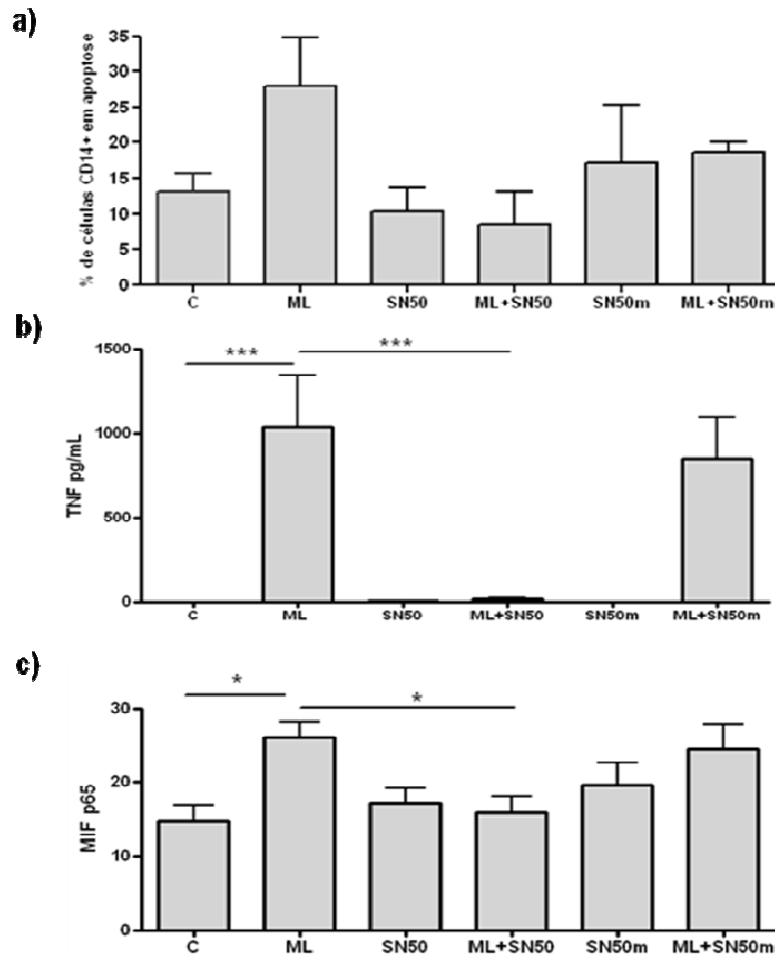 a)
% de células CD14+ em apoptose
35
30
25
20
15
10
5
0
C ML SN50 ML+SN50 SN50m ML+SN50m
b)
TNF pg/mL
1500
1000
500
0
*** ***
C ML SN50 ML+SN50 SN50m ML+SN50m
c)
MIF p65
30
20
10
0
* *
C ML SN50 ML+SN50 SN50m ML+SN50m